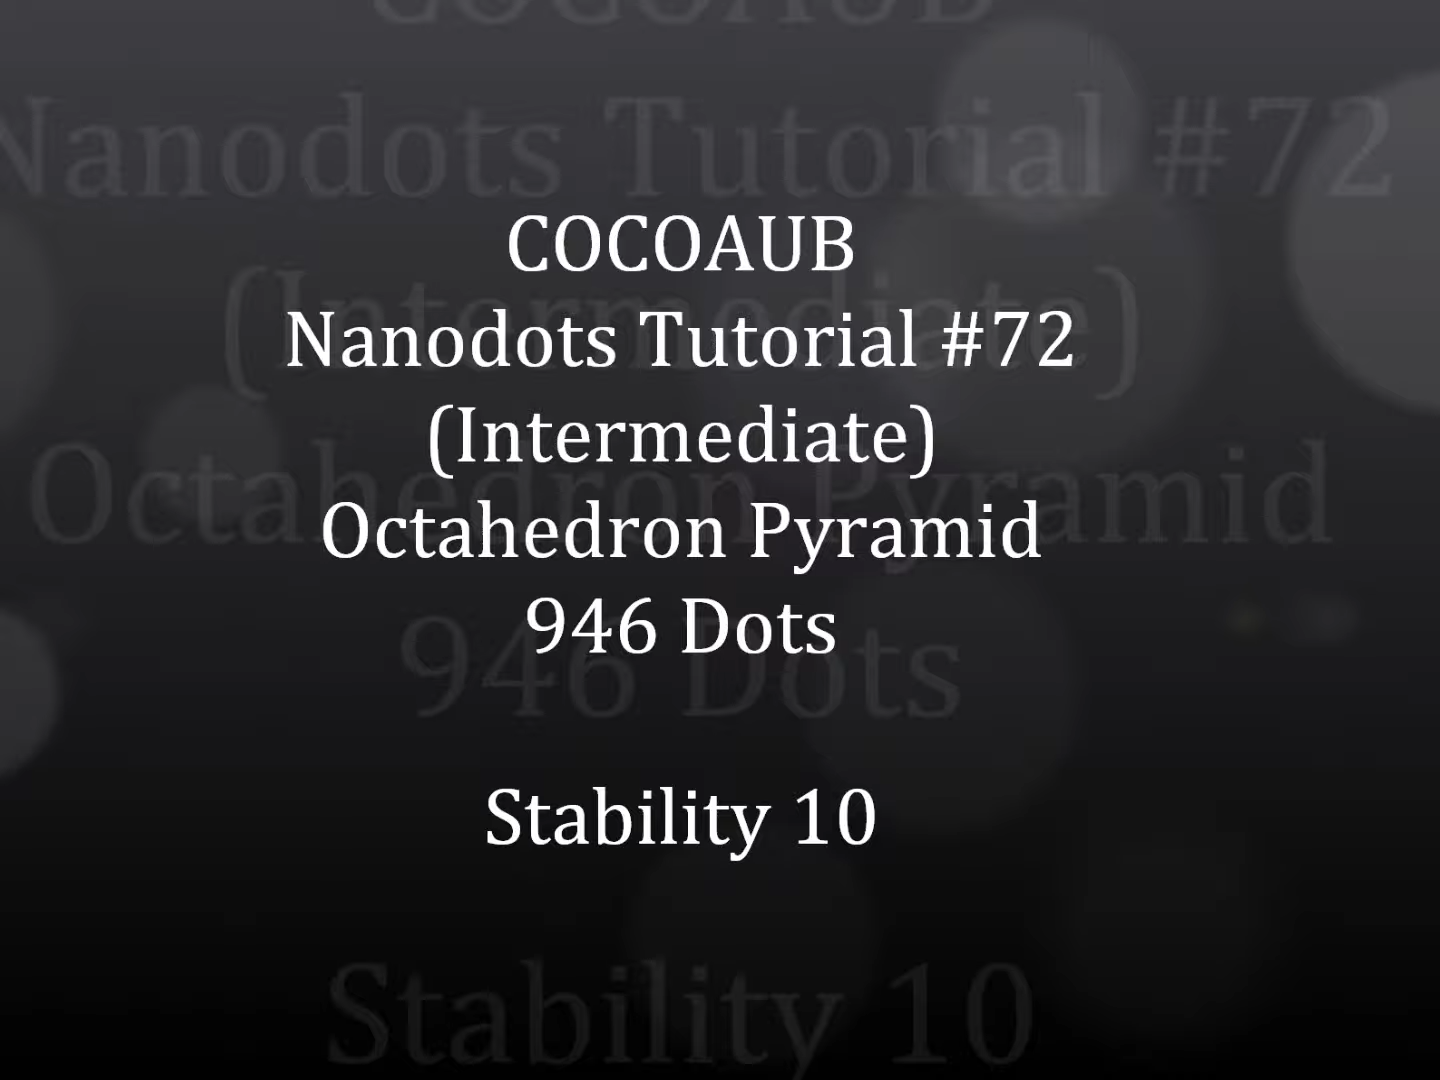 COCOAUB
Nanodots Tutorial #72
(Intermediate)
Octahedron Pyramid
946 Dots
Stability 10